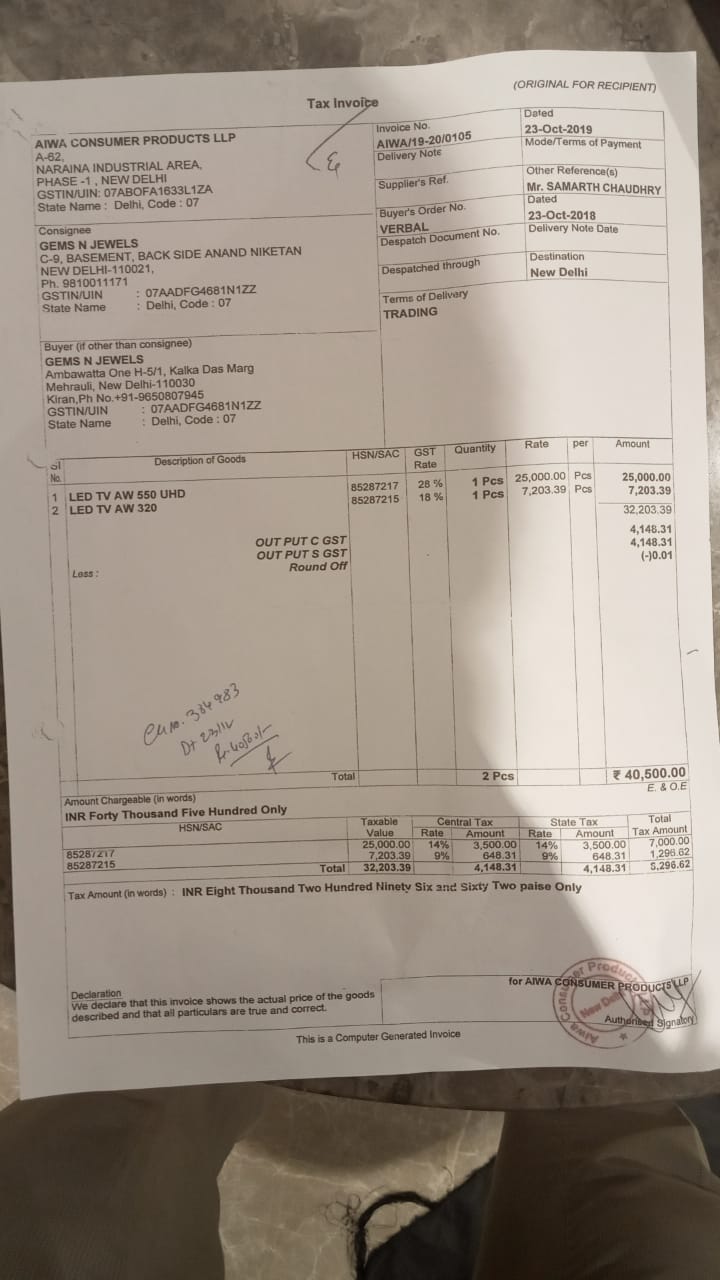 (ORIGINAL FOR RECIPIENT)
Tax Invoice
AIWA CONSUMER PRODUCTS LLP
A-62,
NARAINA INDUSTRIAL AREA,
PHASE -1 , NEW DELHI
GSTIN/UIN: 07ABOFA1633L1ZA
State Name : Delhi, Code : 07
Invoice No.
AIWA/19-20/0105
Dated
23-Oct-2019
Delivery Note
Mode/Terms of Payment
Supplier's Ref.
Other Reference(s)
Mr. SAMARTH CHAUDHRY
Buyer's Order No.
VERBAL
Dated
23-Oct-2018
Despatch Document No.
Delivery Note Date
Despatched through
Destination
New Delhi
Terms of Delivery
TRADING
Consignee
GEMS N JEWELS
C-9, BASEMENT, BACK SIDE ANAND NIKETAN
NEW DELHI-110021,
Ph. 9810011171
GSTIN/UIN : 07AADFG4681N1ZZ
State Name : Delhi, Code : 07
Buyer (if other than consignee)
GEMS N JEWELS
Ambawatta One H-5/1, Kalka Das Marg
Mehrauli, New Delhi-110030
Kiran,Ph No.+91-9650807945
GSTIN/UIN : 07AADFG4681N1ZZ
State Name : Delhi, Code : 07
Sl No. Description of Goods HSN/SAC GST Rate Quantity Rate per Amount
1 LED TV AW 550 UHD 85287217 28 % 1 Pcs 25,000.00 Pcs 25,000.00
2 LED TV AW 320 85287215 18 % 1 Pcs 7,203.39 Pcs 7,203.39
32,203.39
OUT PUT C GST 4,148.31
OUT PUT S GST 4,148.31
Less : Round Off (-)0.01
334983
Total 2 Pcs ₹ 40,500.00
E. & O.E
Amount Chargeable (in words)
INR Forty Thousand Five Hundred Only
HSN/SAC Taxable Value Central Tax Rate Amount State Tax Rate Amount Total Tax Amount
85287217 25,000.00 14% 3,500.00 14% 3,500.00 7,000.00
85287215 7,203.39 9% 648.31 9% 648.31 1,296.62
Total 32,203.39 4,148.31 4,148.31 8,296.62
Tax Amount (in words) : INR Eight Thousand Two Hundred Ninety Six and Sixty Two paise Only
Declaration
We declare that this invoice shows the actual price of the goods
described and that all particulars are true and correct.
for AIWA CONSUMER PRODUCTS LLP
Aiwa Consumer Products
New Delhi
Authorised Signatory
This is a Computer Generated Invoice